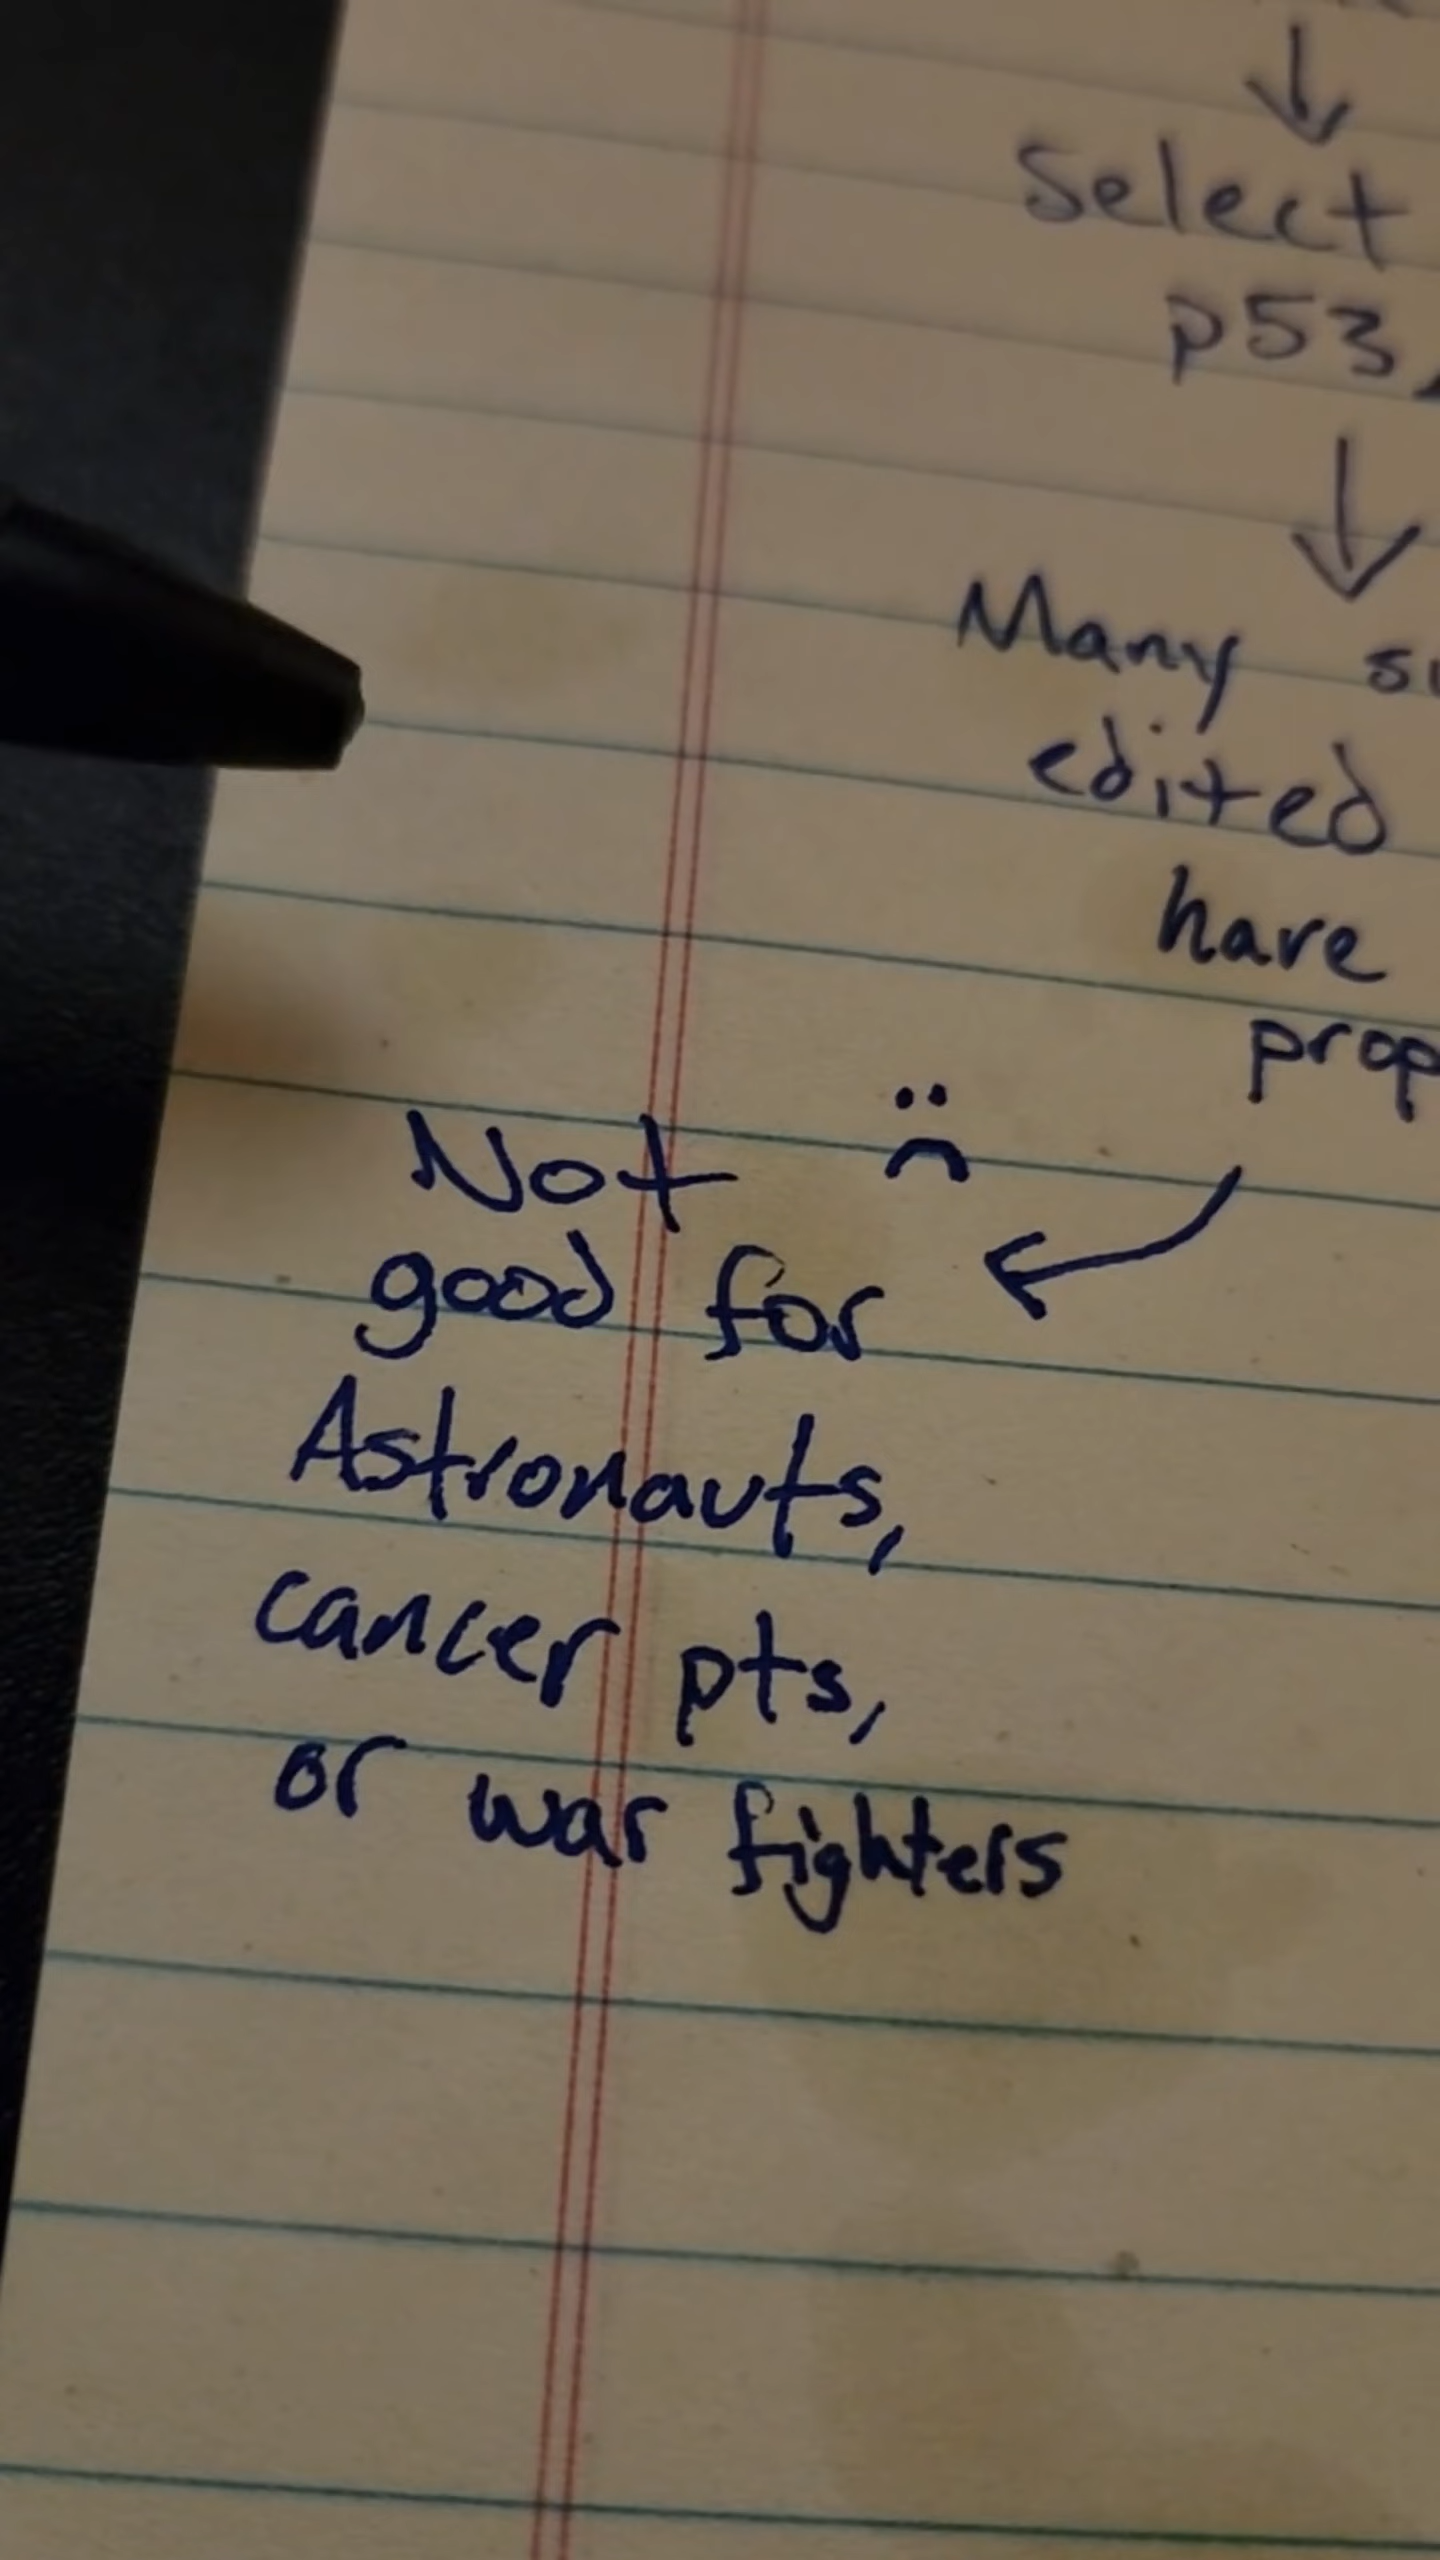 Select
p53,
Many
edited
have
Not
good for
Astronauts,
cancer pts,
or war fighters